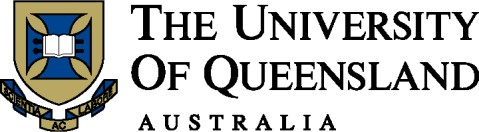 THE UNIVERSITY
OF QUEENSLAND
AUSTRALIA
SCIENTIA AC LABORE